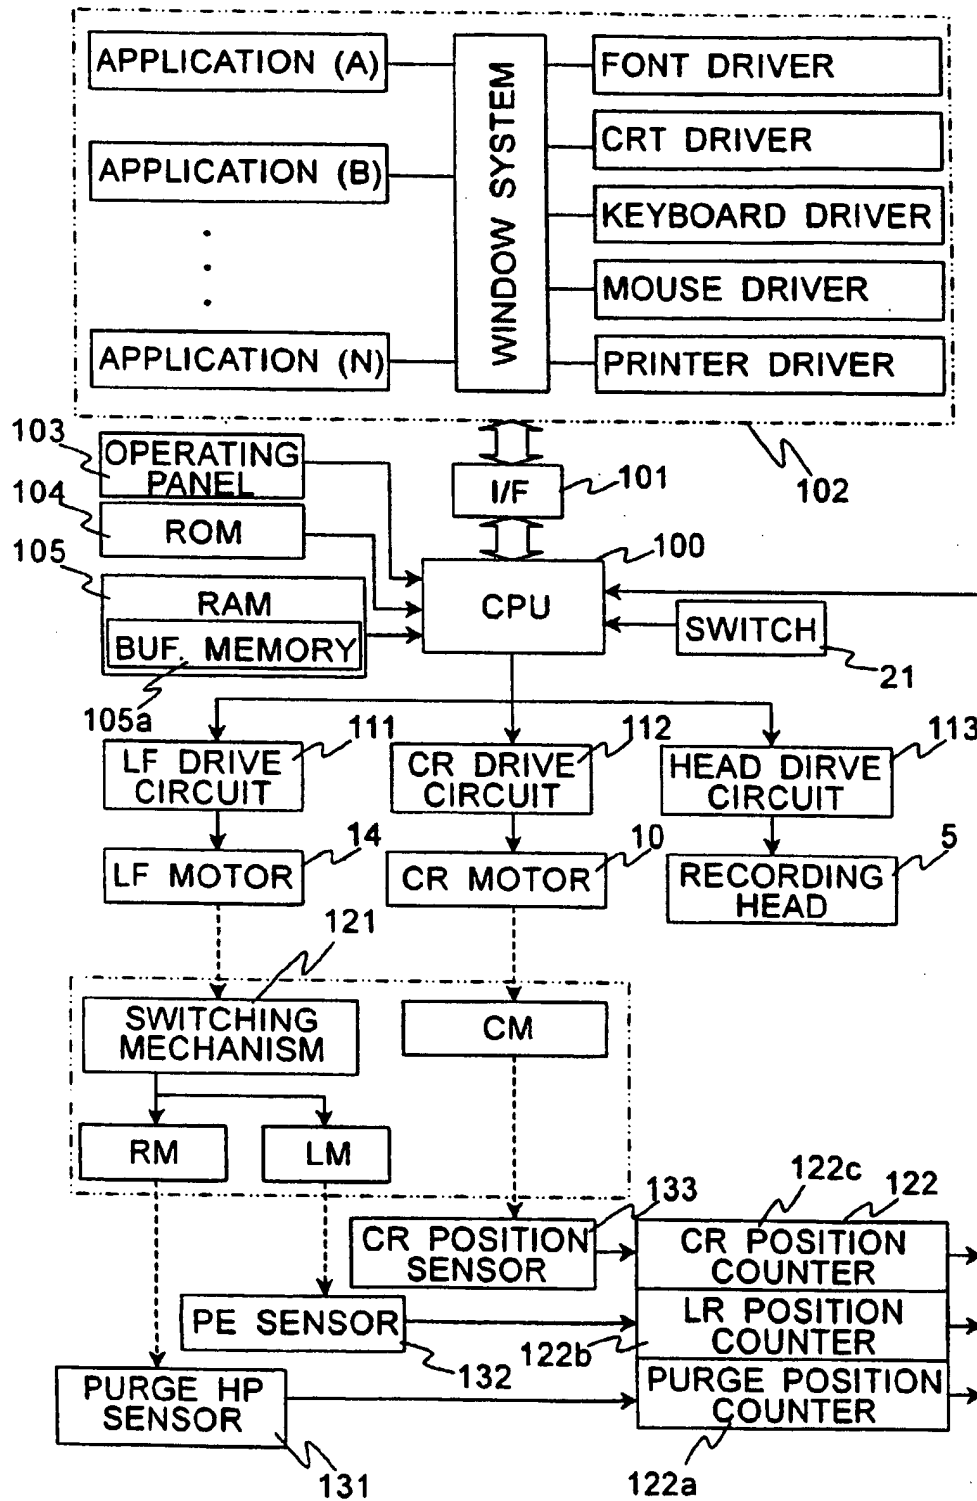 APPLICATION (A)
APPLICATION (B)
APPLICATION (N)
WINDOW SYSTEM
FONT DRIVER
CRT DRIVER
KEYBOARD DRIVER
MOUSE DRIVER
PRINTER DRIVER
102
103
OPERATING
PANEL
104
ROM
105
RAM
BUF. MEMORY
105a
I/F
101
100
CPU
SWITCH
21
111
LF DRIVE
CIRCUIT
112
CR DRIVE
CIRCUIT
113
HEAD DIRVE
CIRCUIT
14
LF MOTOR
10
CR MOTOR
5
RECORDING
HEAD
121
SWITCHING
MECHANISM
CM
RM
LM
133
CR POSITION
SENSOR
122c
122
CR POSITION
COUNTER
PE SENSOR
132
122b
LR POSITION
COUNTER
PURGE HP
SENSOR
131
PURGE POSITION
COUNTER
122a